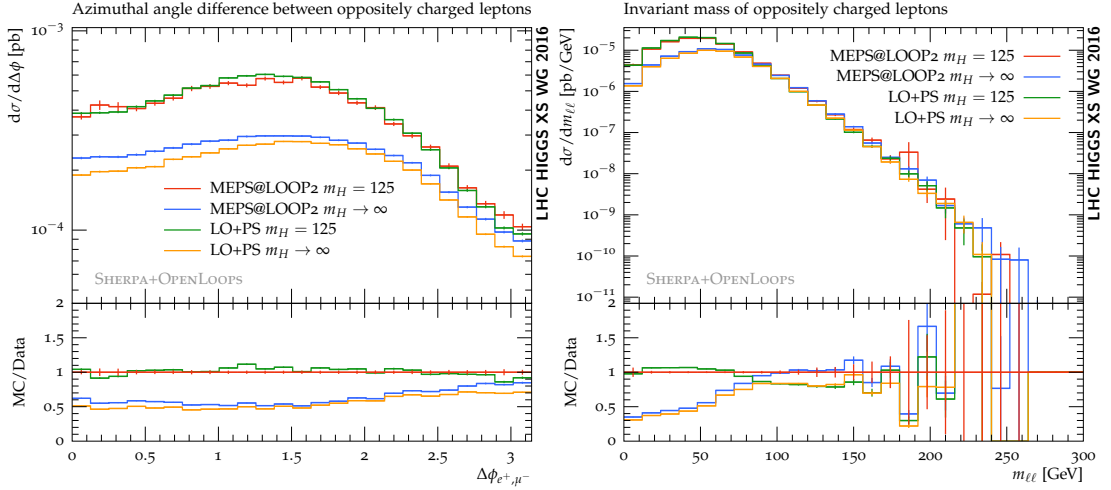 Azimuthal angle difference between oppositely charged leptons
dσ/dΔϕ [pb]
10⁻³
10⁻⁴
MEPS@LOOP2 m_H = 125
MEPS@LOOP2 m_H → ∞
LO+PS m_H = 125
LO+PS m_H → ∞
SHERPA+OPENLOOPS
LHC HIGGS XS WG 2016
MC/Data
2
1.5
1
0.5
0
0 0.5 1 1.5 2 2.5 3
Δϕ_{e⁺,μ⁻}
Invariant mass of oppositely charged leptons
dσ/dm_{ℓℓ} [pb/GeV]
10⁻⁵
10⁻⁶
10⁻⁷
10⁻⁸
10⁻⁹
10⁻¹⁰
10⁻¹¹
MEPS@LOOP2 m_H = 125
MEPS@LOOP2 m_H → ∞
LO+PS m_H = 125
LO+PS m_H → ∞
SHERPA+OPENLOOPS
LHC HIGGS XS WG 2016
MC/Data
2
1.5
1
0.5
0
0 50 100 150 200 250 300
m_{ℓℓ} [GeV]